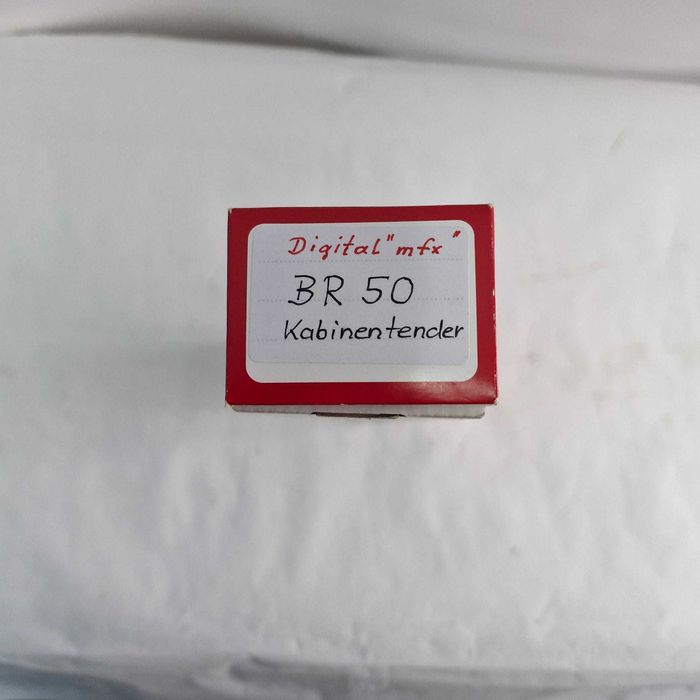 Digital "mfx"
BR 50
Kabinentender